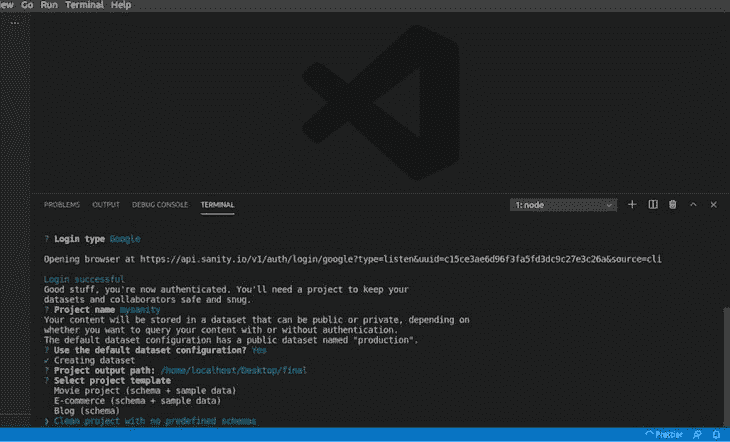 ew Go Run Terminal Help
...
PROBLEMS OUTPUT DEBUG CONSOLE TERMINAL 1: node
? Login type Google
Opening browser at https://api.sanity.io/v1/auth/login/google?type=listen&uuid=c15ce3ae6d96f3fa5fd3dc9c27e3c26a&source=cli
Login successful
Good stuff, you're now authenticated. You'll need a project to keep your
datasets and collaborators safe and snug.
? Project name mysanity
Your content will be stored in a dataset that can be public or private, depending on
whether you want to query your content with or without authentication.
The default dataset configuration has a public dataset named "production".
? Use the default dataset configuration? Yes
✓ Creating dataset
? Project output path: /home/localhost/Desktop/final
? Select project template
Movie project (schema + sample data)
E-commerce (schema + sample data)
Blog (schema)
❯ Clean project with no predefined schemas
Prettier